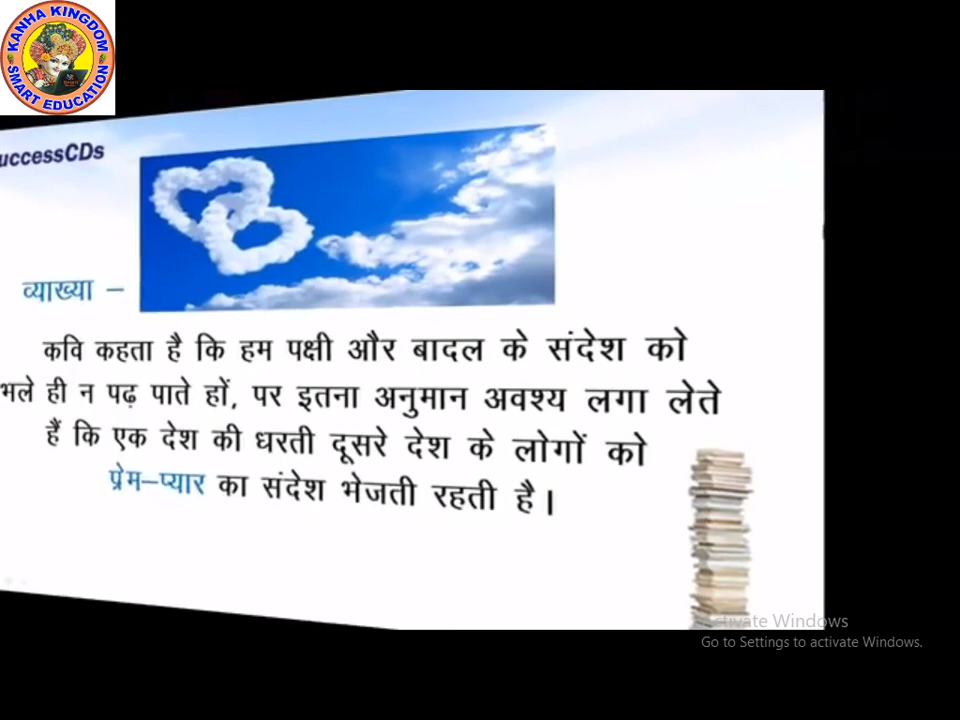 KANHA KINGDOM
SMART EDUCATION
uccessCDs
व्याख्या –
कवि कहता है कि हम पक्षी और बादल के संदेश को
भले ही न पढ़ पाते हों, पर इतना अनुमान अवश्य लगा लेते
हैं कि एक देश की धरती दूसरे देश के लोगों को
प्रेम–प्यार का संदेश भेजती रहती है।
Activate Windows
Go to Settings to activate Windows.